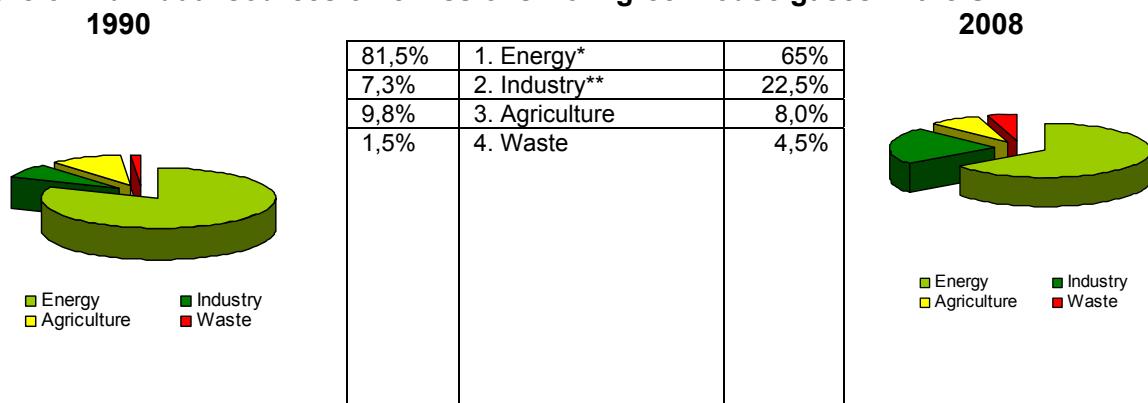 1990
2008
81,5% 1. Energy* 65%
7,3% 2. Industry** 22,5%
9,8% 3. Agriculture 8,0%
1,5% 4. Waste 4,5%
Energy Industry
Agriculture Waste
Energy Industry
Agriculture Waste